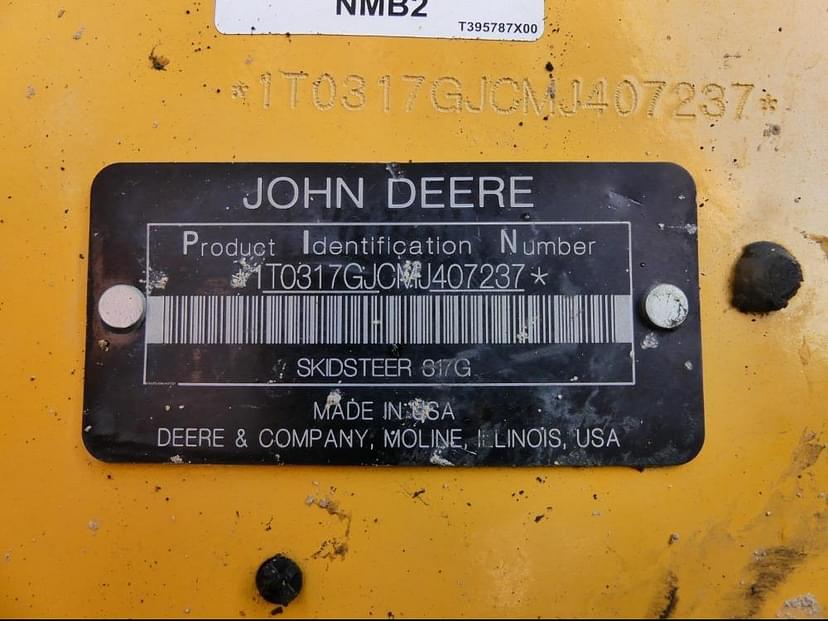 NMB2
T395787X00
*1T0317GJCMJ407237*
JOHN DEERE
Product Identification Number
*1T0317GJCMJ407237*
SKIDSTEER 317G
MADE IN USA
DEERE & COMPANY, MOLINE, ILLINOIS, USA